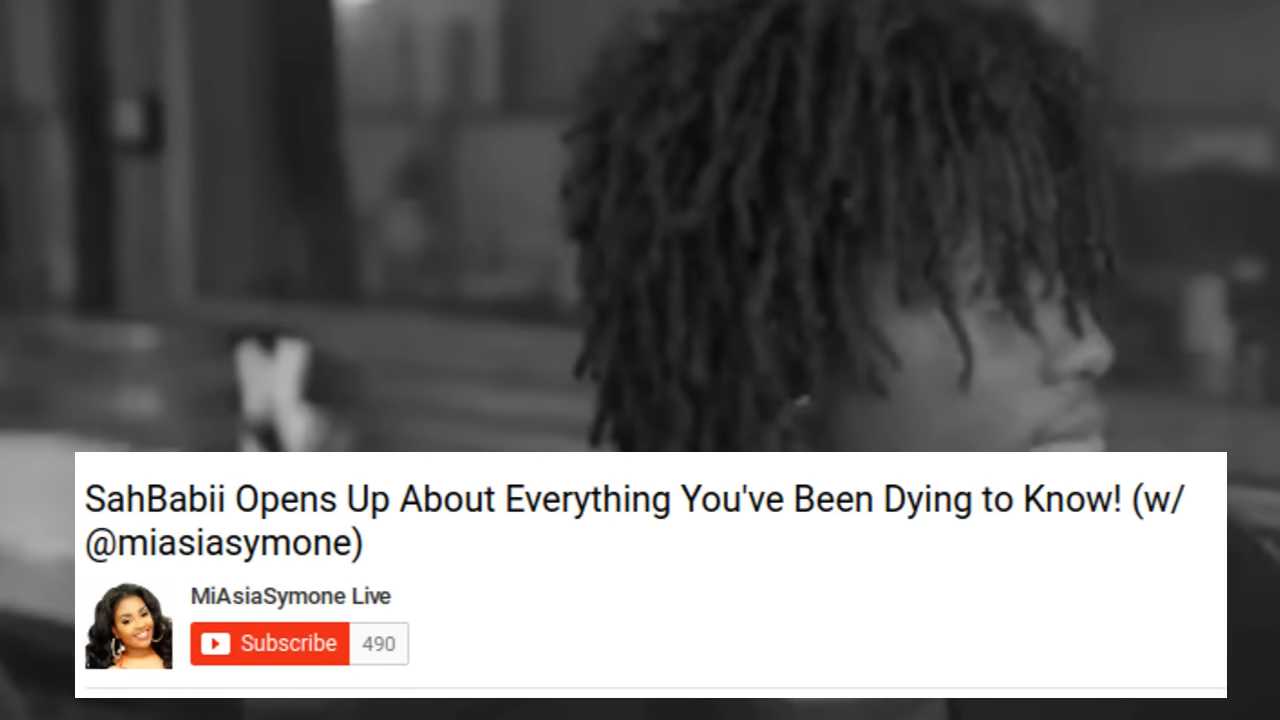 SahBabii Opens Up About Everything You've Been Dying to Know! (w/
@miasiasymone)
MiAsiaSymone Live
Subscribe 490